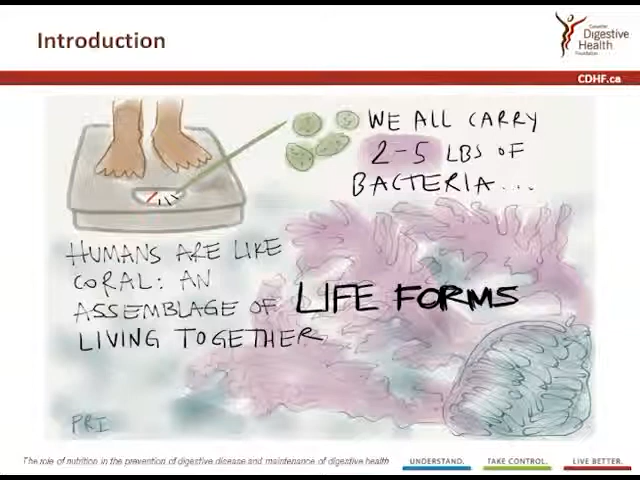 Introduction
Canadian
Digestive
Health
Foundation
CDHF.ca
WE ALL CARRY
2-5 LBS OF
BACTERIA...
HUMANS ARE LIKE
CORAL: AN
ASSEMBLAGE OF LIFE FORMS
LIVING TOGETHER
PRI
The role of nutrition in the prevention of digestive disease and maintenance of digestive health
UNDERSTAND. TAKE CONTROL. LIVE BETTER.